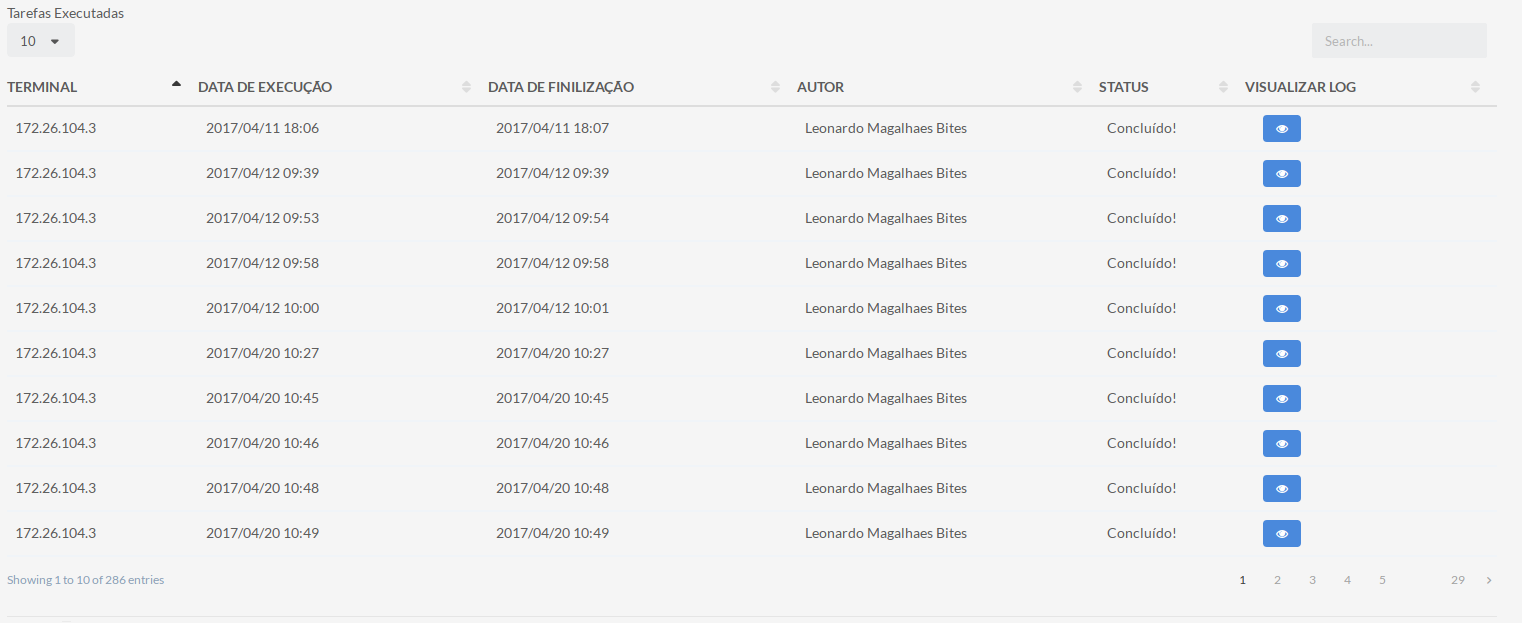 Tarefas Executadas
10
Search...
TERMINAL DATA DE EXECUÇÃO DATA DE FINILIZAÇÃO AUTOR STATUS VISUALIZAR LOG
172.26.104.3 2017/04/11 18:06 2017/04/11 18:07 Leonardo Magalhaes Bites Concluído!
172.26.104.3 2017/04/12 09:39 2017/04/12 09:39 Leonardo Magalhaes Bites Concluído!
172.26.104.3 2017/04/12 09:53 2017/04/12 09:54 Leonardo Magalhaes Bites Concluído!
172.26.104.3 2017/04/12 09:58 2017/04/12 09:58 Leonardo Magalhaes Bites Concluído!
172.26.104.3 2017/04/12 10:00 2017/04/12 10:01 Leonardo Magalhaes Bites Concluído!
172.26.104.3 2017/04/20 10:27 2017/04/20 10:27 Leonardo Magalhaes Bites Concluído!
172.26.104.3 2017/04/20 10:45 2017/04/20 10:45 Leonardo Magalhaes Bites Concluído!
172.26.104.3 2017/04/20 10:46 2017/04/20 10:46 Leonardo Magalhaes Bites Concluído!
172.26.104.3 2017/04/20 10:48 2017/04/20 10:48 Leonardo Magalhaes Bites Concluído!
172.26.104.3 2017/04/20 10:49 2017/04/20 10:49 Leonardo Magalhaes Bites Concluído!
Showing 1 to 10 of 286 entries 1 2 3 4 5 29 ›